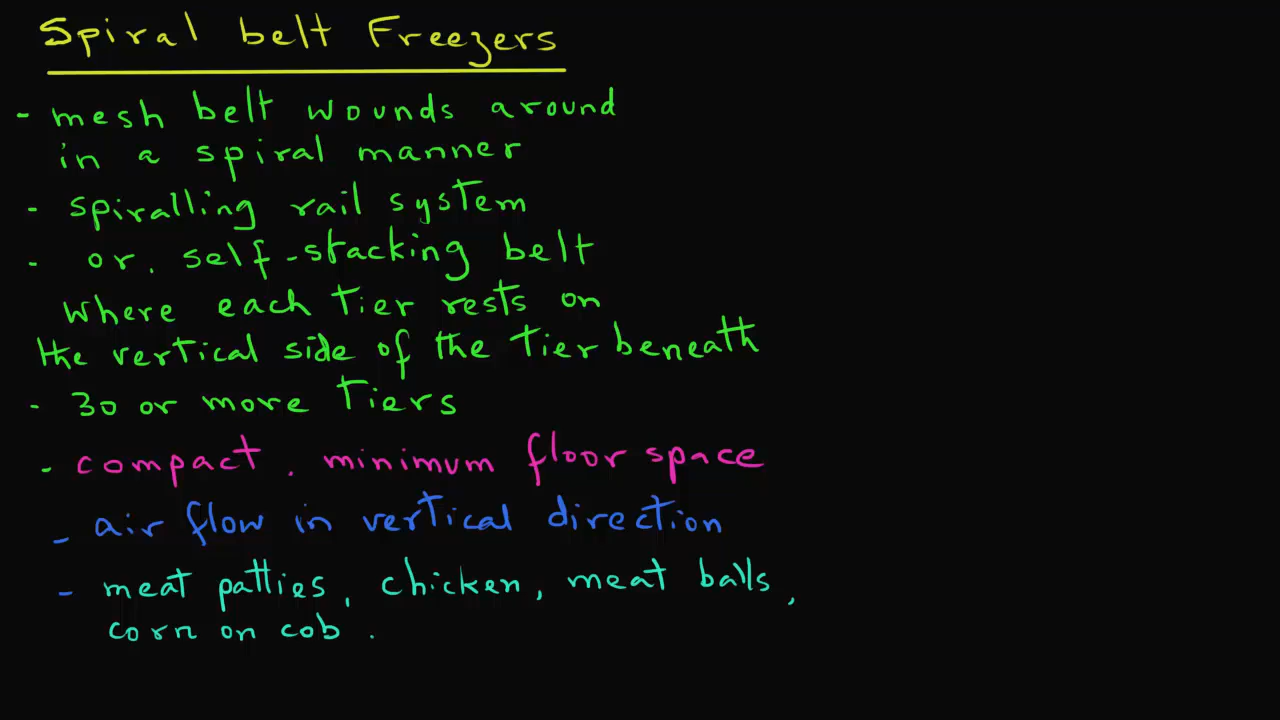 Spiral belt Freezers
- mesh belt wounds around
in a spiral manner
- spiralling rail system
- or. self-stacking belt
Where each tier rests on
the vertical side of the tier beneath
- 30 or more tiers
- compact. minimum floor space
- air flow in vertical direction
- meat patties, chicken, meat balls,
corn on cob.